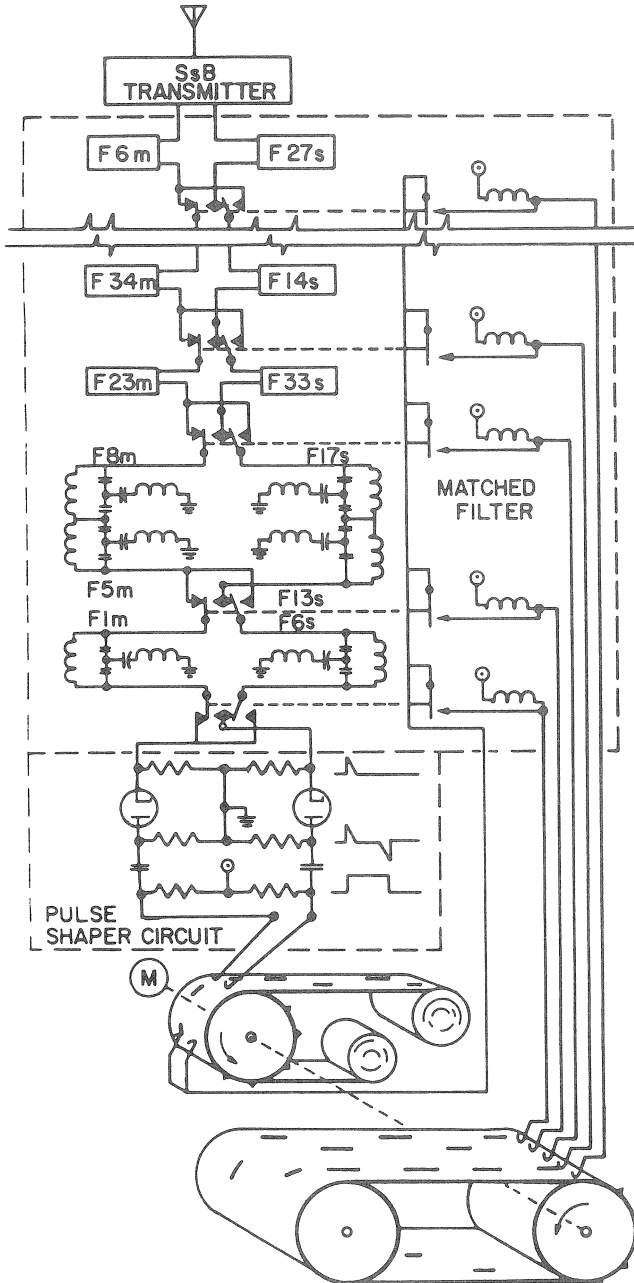 SsB
TRANSMITTER
F6m
F27s
F34m
F14s
F23m
F33s
F8m
F17s
MATCHED
FILTER
F5m
F13s
F1m
F6s
PULSE
SHAPER CIRCUIT
M